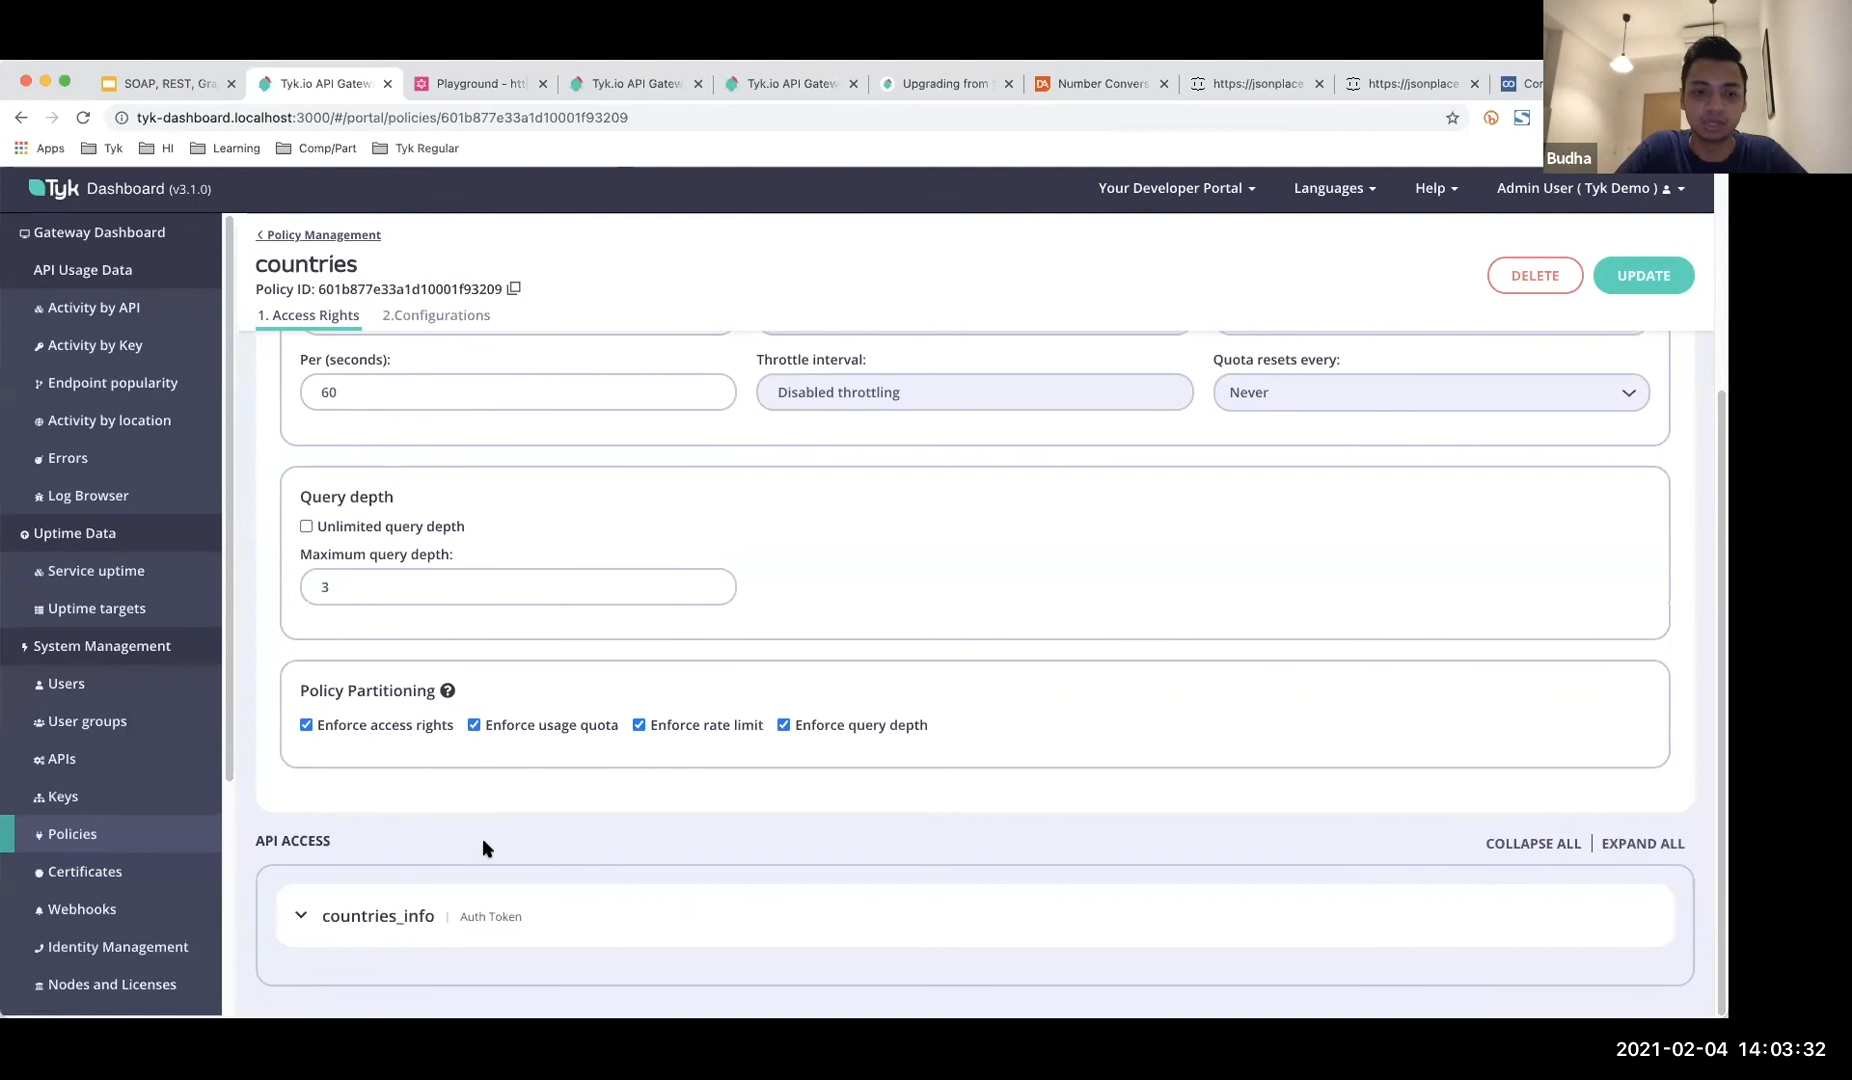 SOAP, REST, Gra
Tyk.io API Gatew
Playground - htt
Tyk.io API Gatew
Tyk.io API Gatew
Upgrading from
DA
Number Convers
https://jsonplace
https://jsonplace
Con
tyk-dashboard.localhost:3000/#/portal/policies/601b877e33a1d10001f93209
Apps
Tyk
HI
Learning
Comp/Part
Tyk Regular
Budha
Tyk Dashboard (v3.1.0)
Your Developer Portal
Languages
Help
Admin User ( Tyk Demo )
Gateway Dashboard
API Usage Data
Activity by API
Activity by Key
Endpoint popularity
Activity by location
Errors
Log Browser
Uptime Data
Service uptime
Uptime targets
System Management
Users
User groups
APIs
Keys
Policies
Certificates
Webhooks
Identity Management
Nodes and Licenses
< Policy Management
countries
Policy ID: 601b877e33a1d10001f93209
DELETE
UPDATE
1. Access Rights
2.Configurations
Per (seconds):
60
Throttle interval:
Disabled throttling
Quota resets every:
Never
Query depth
Unlimited query depth
Maximum query depth:
3
Policy Partitioning
Enforce access rights
Enforce usage quota
Enforce rate limit
Enforce query depth
API ACCESS
COLLAPSE ALL
EXPAND ALL
countries_info
Auth Token
2021-02-04 14:03:32